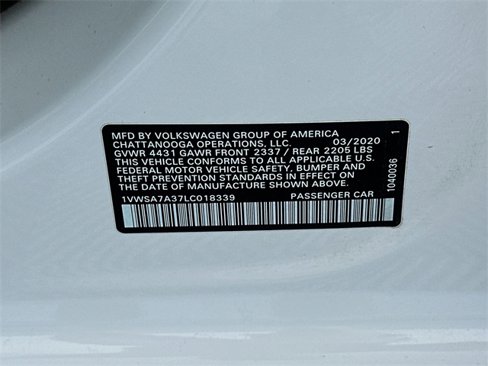 MFD BY VOLKSWAGEN GROUP OF AMERICA
CHATTANOOGA OPERATIONS, LLC. 03/2020
GVWR 4431 GAWR FRONT 2337 / REAR 2205 LBS
THIS VEHICLE CONFORMS TO ALL APPLICABLE U.S.
FEDERAL MOTOR VEHICLE SAFETY, BUMPER AND
THEFT PREVENTION STANDARDS IN EFFECT ON
THE DATE OF MANUFACTURE SHOWN ABOVE.
1VWSA7A37LC018339 PASSENGER CAR
1040036 1